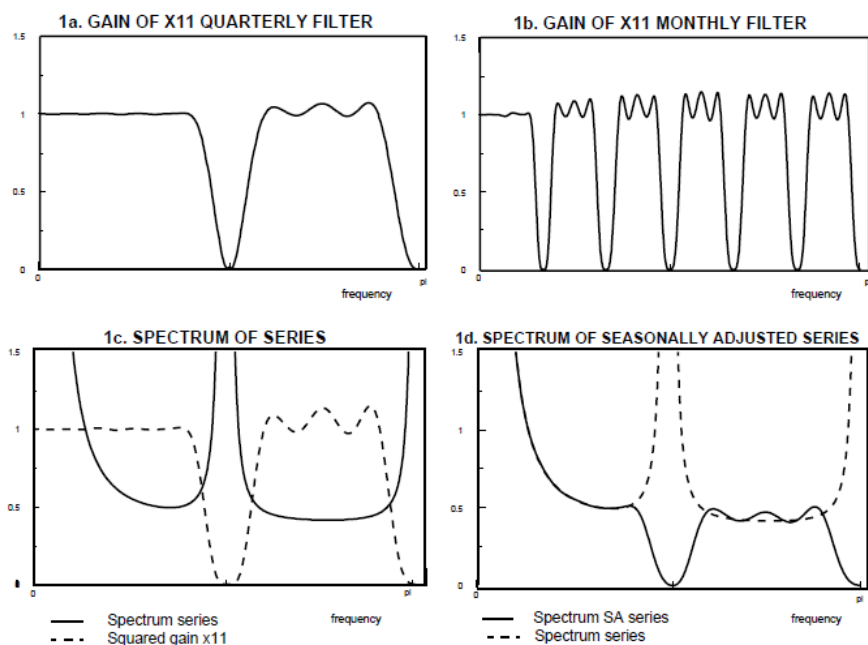 1a. GAIN OF X11 QUARTERLY FILTER
1.5
1
0.5
0
0
pi
frequency
1b. GAIN OF X11 MONTHLY FILTER
1.5
1
0.5
0
0
pi
frequency
1c. SPECTRUM OF SERIES
1.5
1
0.5
0
0
pi
frequency
Spectrum series
Squared gain x11
1d. SPECTRUM OF SEASONALLY ADJUSTED SERIES
1.5
1
0.5
0
0
pi
frequency
Spectrum SA series
Spectrum series